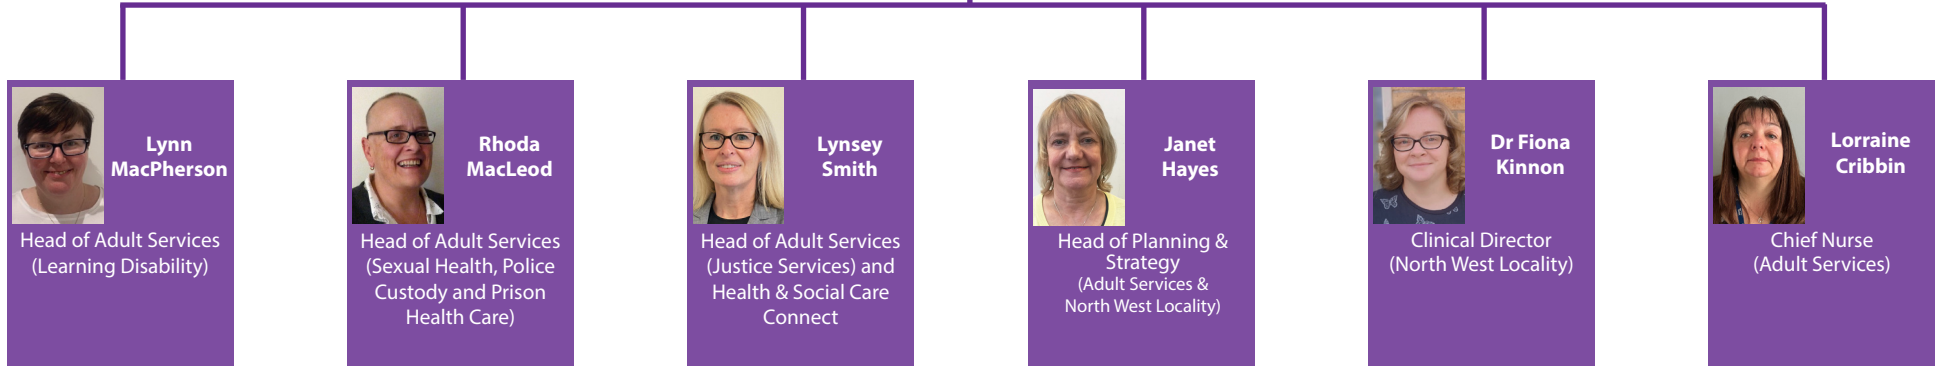 Lynn
MacPherson
Head of Adult Services
(Learning Disability)
Rhoda
MacLeod
Head of Adult Services
(Sexual Health, Police
Custody and Prison
Health Care)
Lynsey
Smith
Head of Adult Services
(Justice Services) and
Health & Social Care
Connect
Janet
Hayes
Head of Planning &
Strategy
(Adult Services &
North West Locality)
Dr Fiona
Kinnon
Clinical Director
(North West Locality)
Lorraine
Cribbin
Chief Nurse
(Adult Services)